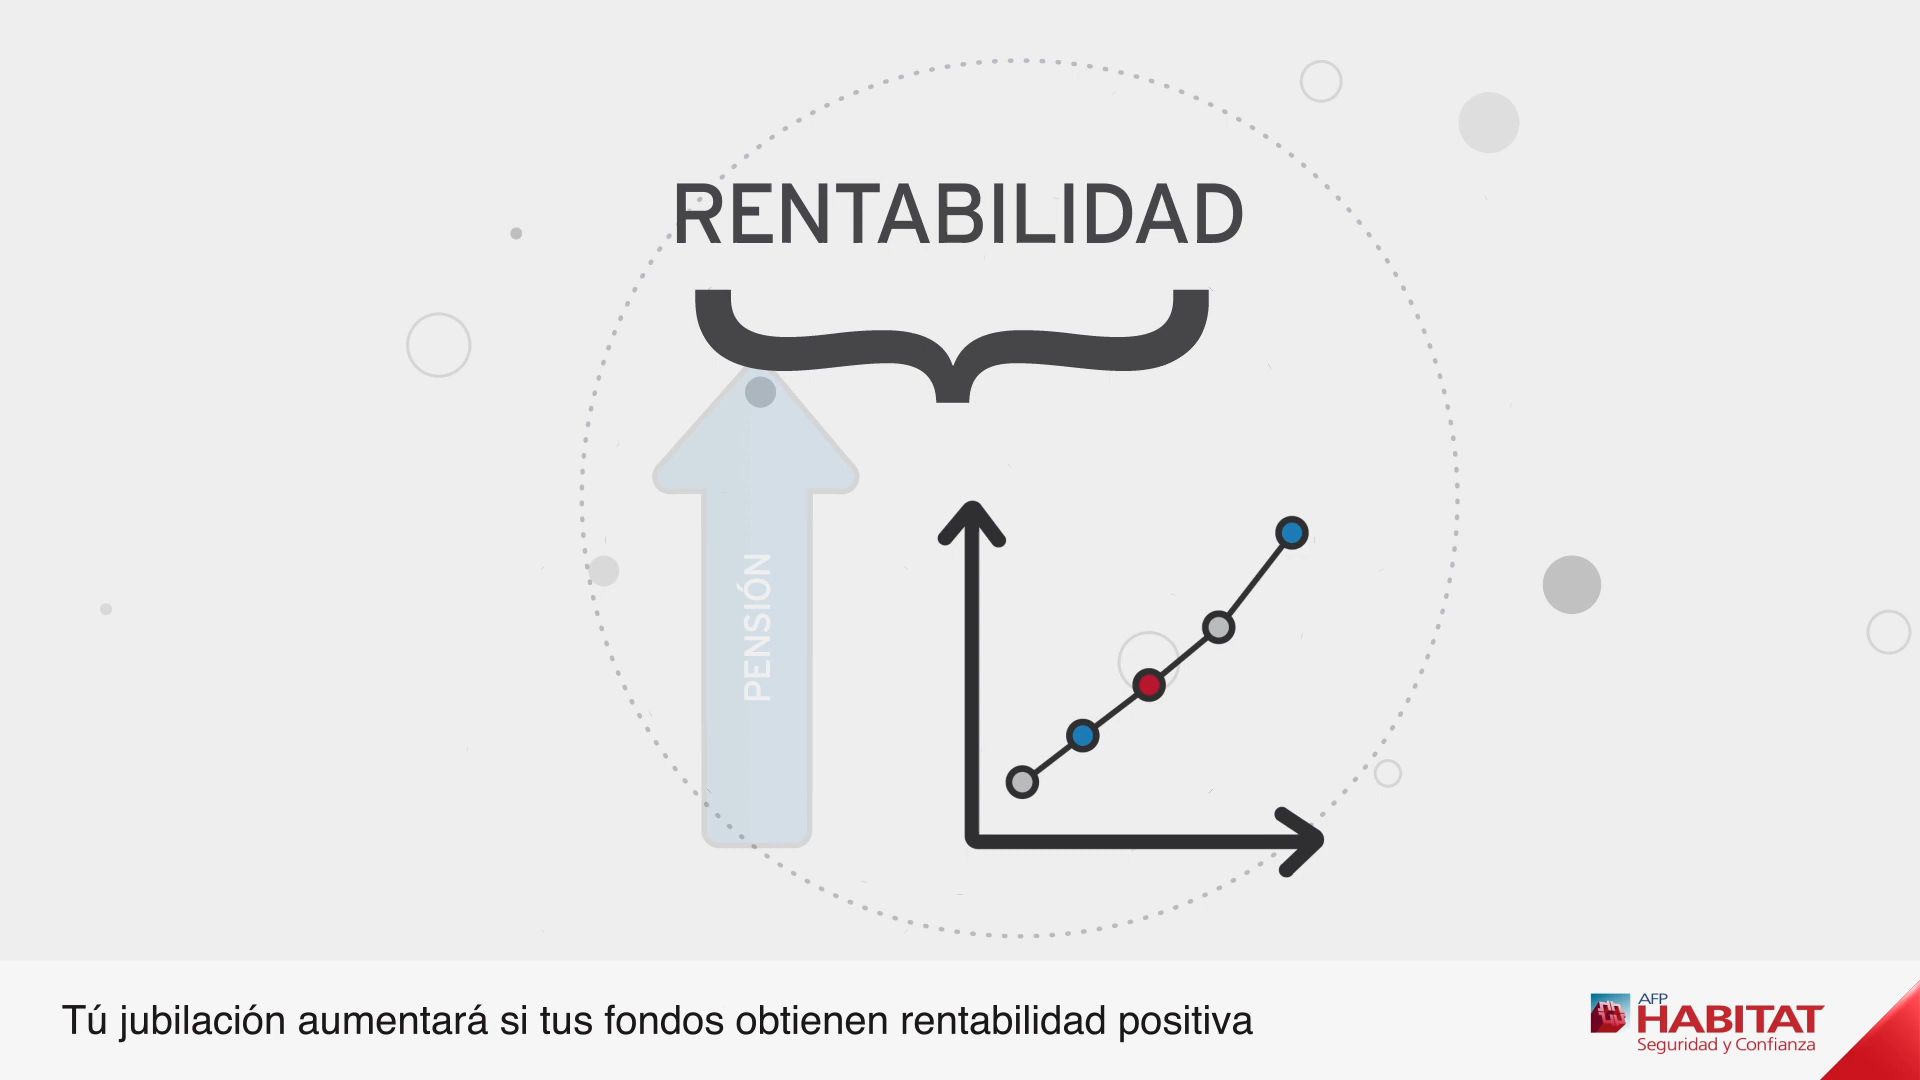 RENTABILIDAD
PENSIÓN
Tú jubilación aumentará si tus fondos obtienen rentabilidad positiva
AFP
HABITAT
Seguridad y Confianza